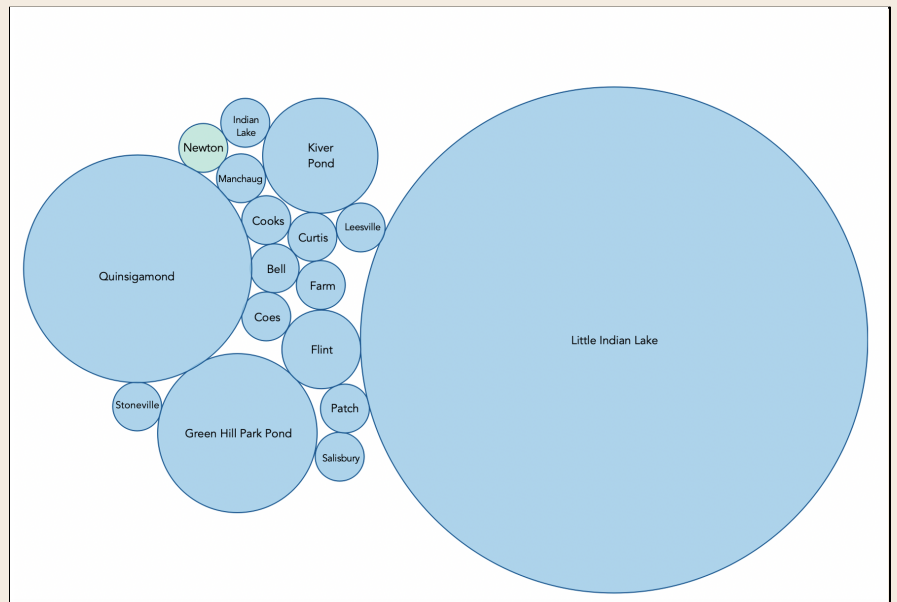 Indian
Lake
Newton
Kiver
Pond
Manchaug
Cooks
Leesville
Curtis
Bell
Quinsigamond
Farm
Coes
Little Indian Lake
Flint
Stoneville
Patch
Green Hill Park Pond
Salisbury